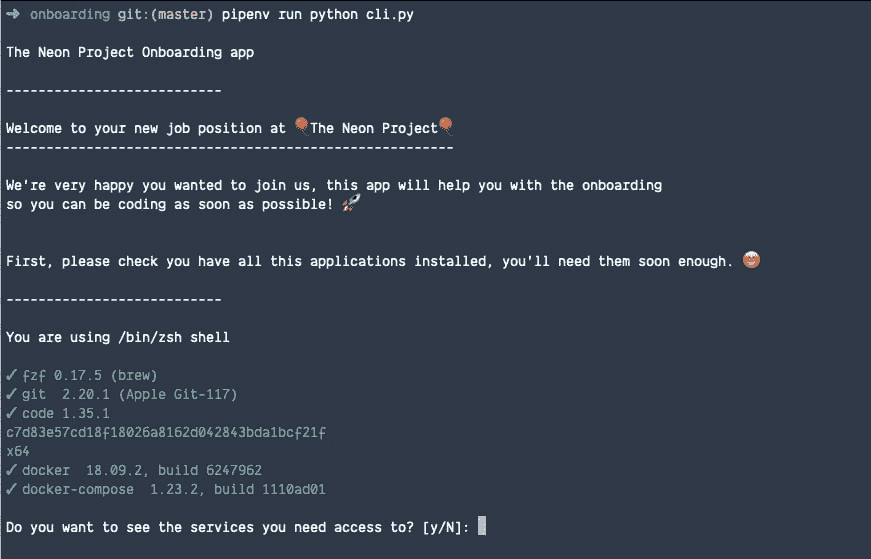 ➜ onboarding git:(master) pipenv run python cli.py
The Neon Project Onboarding app
---------------------------
Welcome to your new job position at 🎈The Neon Project🎈
--------------------------------------------------------
We're very happy you wanted to join us, this app will help you with the onboarding
so you can be coding as soon as possible! 🚀
First, please check you have all this applications installed, you'll need them soon enough. 🤡
---------------------------
You are using /bin/zsh shell
✓ fzf 0.17.5 (brew)
✓ git  2.20.1 (Apple Git-117)
✓ code 1.35.1
c7d83e57cd18f18026a8162d042843bda1bcf21f
x64
✓ docker  18.09.2, build 6247962
✓ docker-compose  1.23.2, build 1110ad01
Do you want to see the services you need access to? [y/N]: